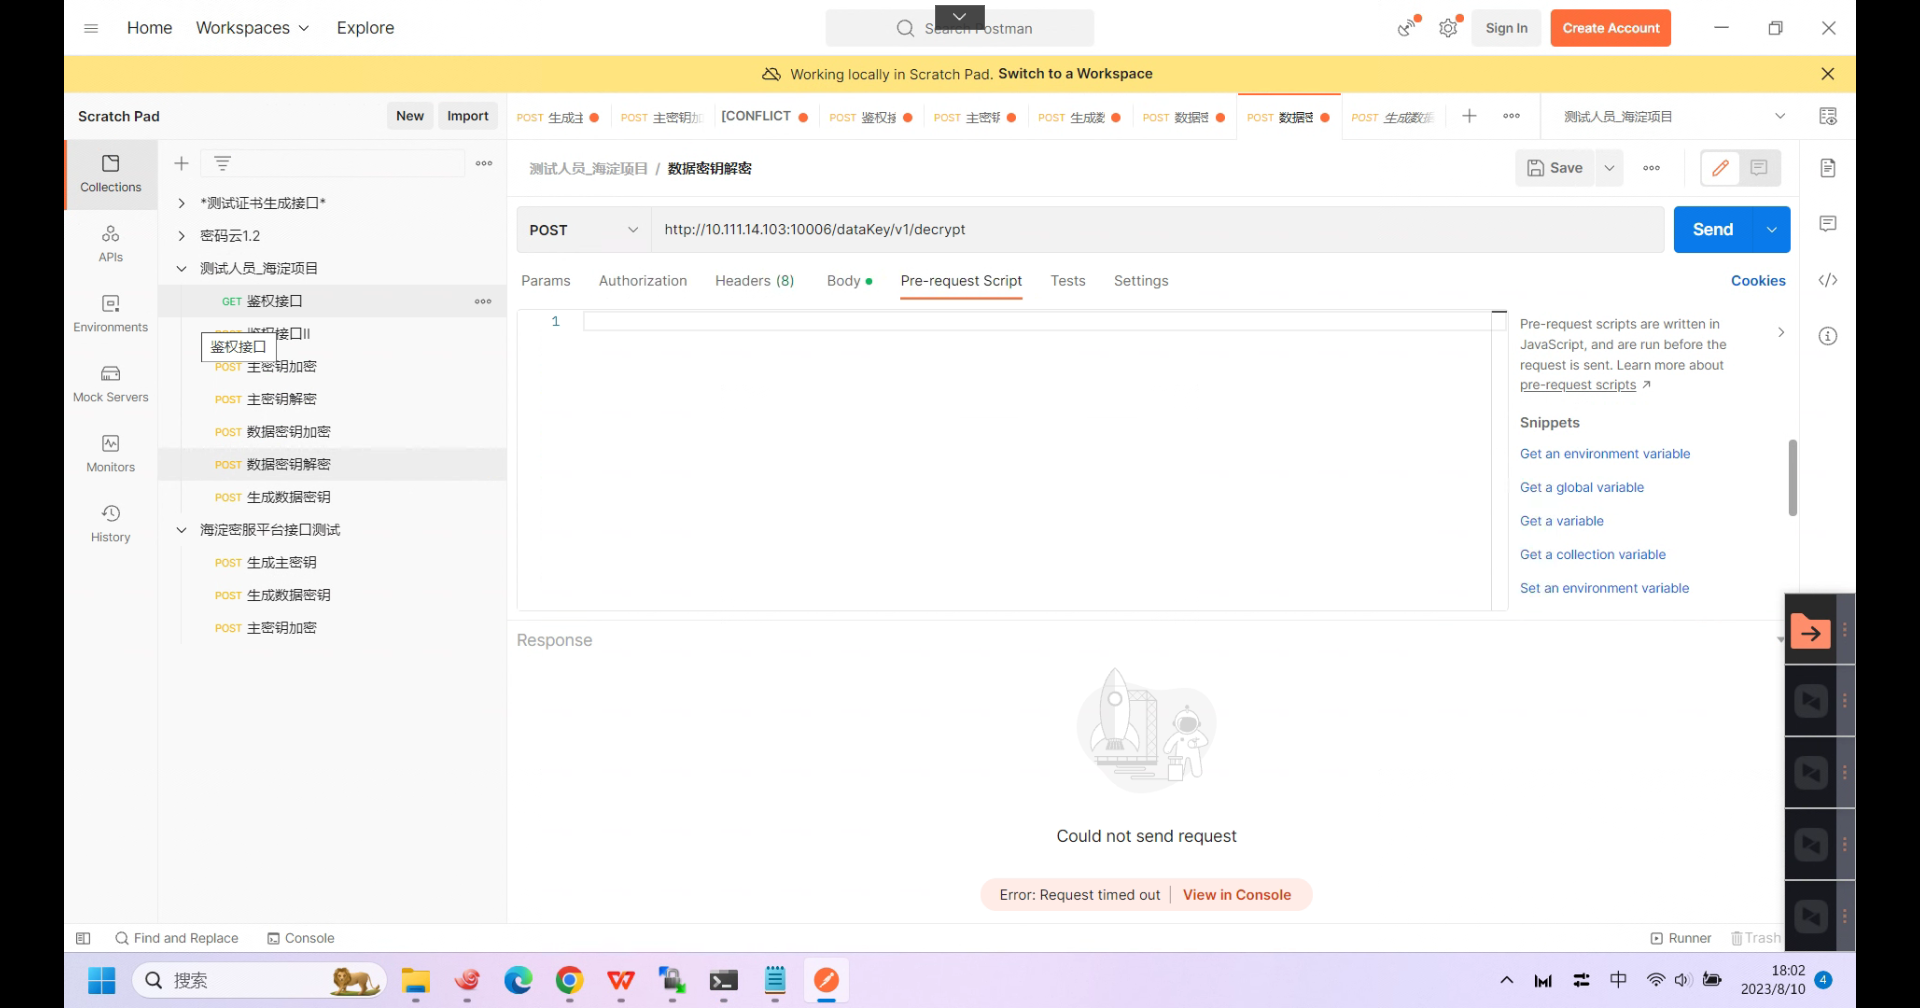 Home
Workspaces
Explore
Search Postman
Sign In
Create Account
Working locally in Scratch Pad. Switch to a Workspace
Scratch Pad
New
Import
POST 生成主
POST 主密钥加
[CONFLICT
POST 鉴权接
POST 主密钥
POST 生成数
POST 数据密
POST 数据密
POST 生成数据
测试人员_海淀项目
Collections
APIs
Environments
Mock Servers
Monitors
History
*测试证书生成接口*
密码云1.2
测试人员_海淀项目
GET 鉴权接口
鉴权接口II
鉴权接口
POST 主密钥加密
POST 主密钥解密
POST 数据密钥加密
POST 数据密钥解密
POST 生成数据密钥
海淀密服平台接口测试
POST 生成主密钥
POST 生成数据密钥
POST 主密钥加密
测试人员_海淀项目 / 数据密钥解密
Save
POST
http://10.111.14.103:10006/dataKey/v1/decrypt
Send
Params
Authorization
Headers (8)
Body
Pre-request Script
Tests
Settings
Cookies
1
Pre-request scripts are written in
JavaScript, and are run before the
request is sent. Learn more about
pre-request scripts ↗
Snippets
Get an environment variable
Get a global variable
Get a variable
Get a collection variable
Set an environment variable
Response
Could not send request
Error: Request timed out
View in Console
Find and Replace
Console
Runner
Trash
搜索
中
18:02
2023/8/10
4